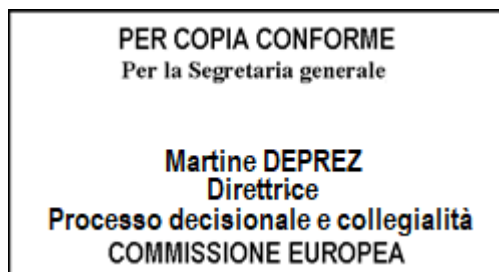 PER COPIA CONFORME
Per la Segretaria generale
Martine DEPREZ
Direttrice
Processo decisionale e collegialità
COMMISSIONE EUROPEA